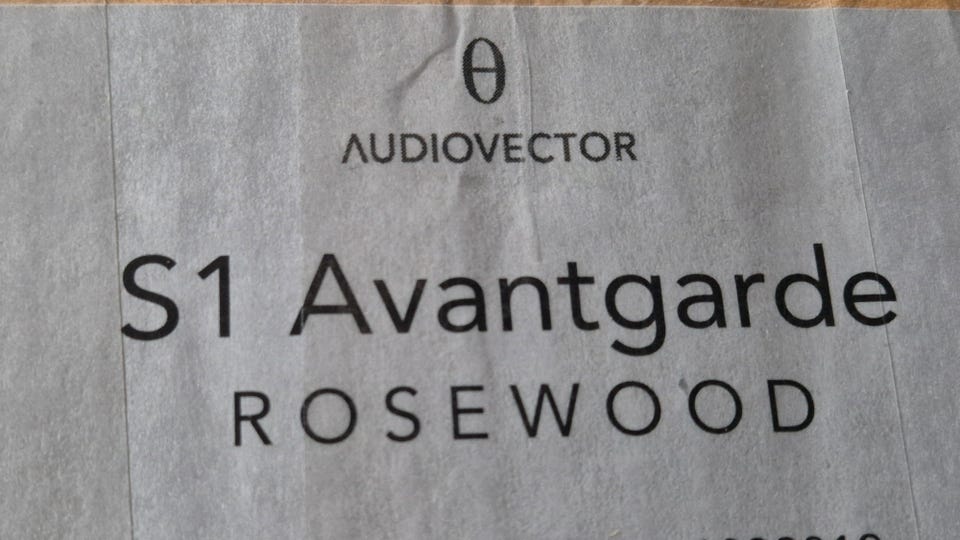 θ
AUDIOVECTOR
S1 Avantgarde
ROSEWOOD